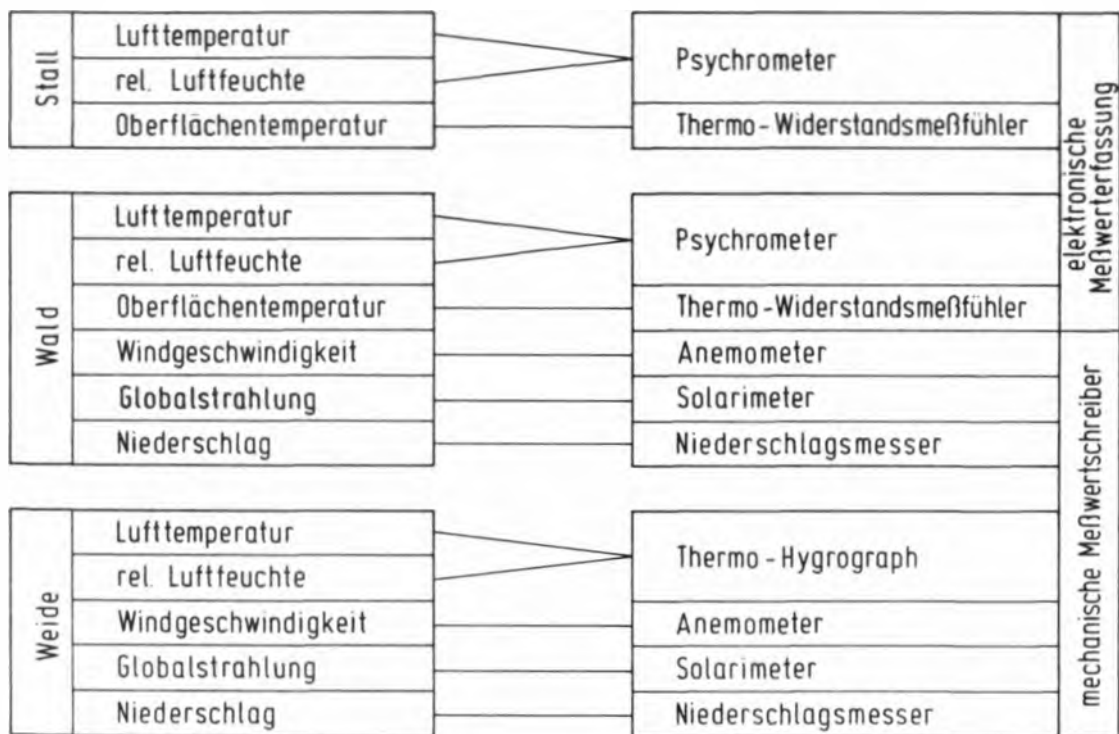 Stall
Lufttemperatur
rel. Luftfeuchte
Oberflächentemperatur
Psychrometer
Thermo-Widerstandsmeßfühler
Wald
Lufttemperatur
rel. Luftfeuchte
Oberflächentemperatur
Windgeschwindigkeit
Globalstrahlung
Niederschlag
Psychrometer
Thermo-Widerstandsmeßfühler
Anemometer
Solarimeter
Niederschlagsmesser
Weide
Lufttemperatur
rel. Luftfeuchte
Windgeschwindigkeit
Globalstrahlung
Niederschlag
Thermo-Hygrograph
Anemometer
Solarimeter
Niederschlagsmesser
elektronische
Meßwerterfassung
mechanische Meßwertschreiber